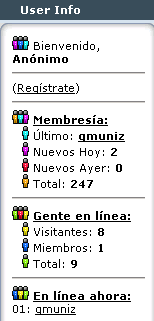 User Info
Bienvenido,
Anónimo
(Regístrate)
Membresía:
Último: gmuniz
Nuevos Hoy: 2
Nuevos Ayer: 0
Total: 247
Gente en línea:
Visitantes: 8
Miembros: 1
Total: 9
En línea ahora:
01: gmuniz